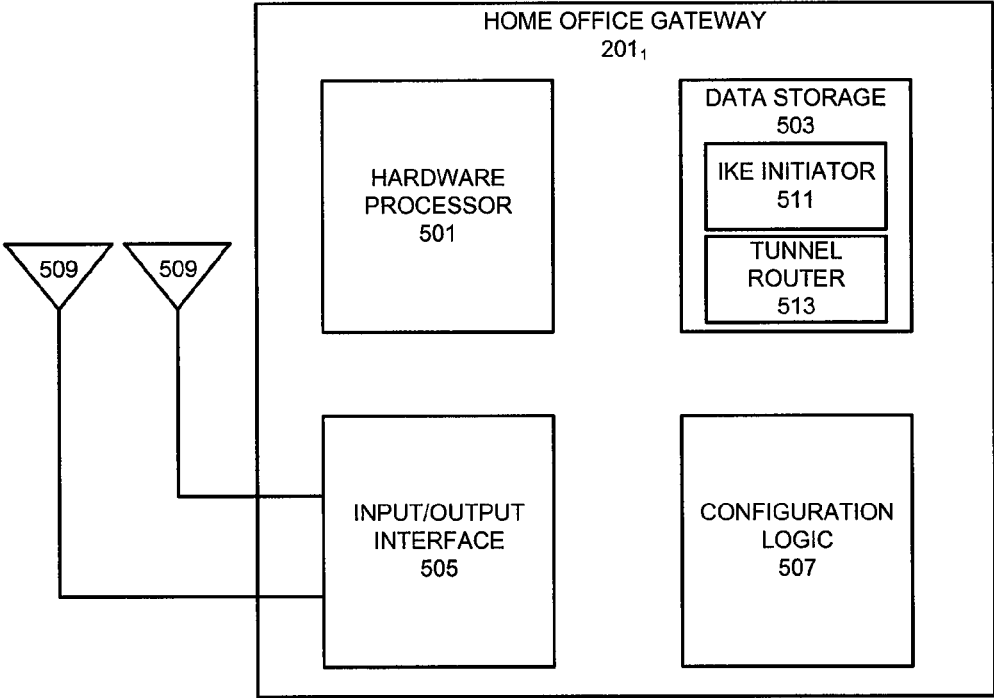 HOME OFFICE GATEWAY
201₁
HARDWARE
PROCESSOR
501
DATA STORAGE
503
IKE INITIATOR
511
TUNNEL
ROUTER
513
509
509
INPUT/OUTPUT
INTERFACE
505
CONFIGURATION
LOGIC
507